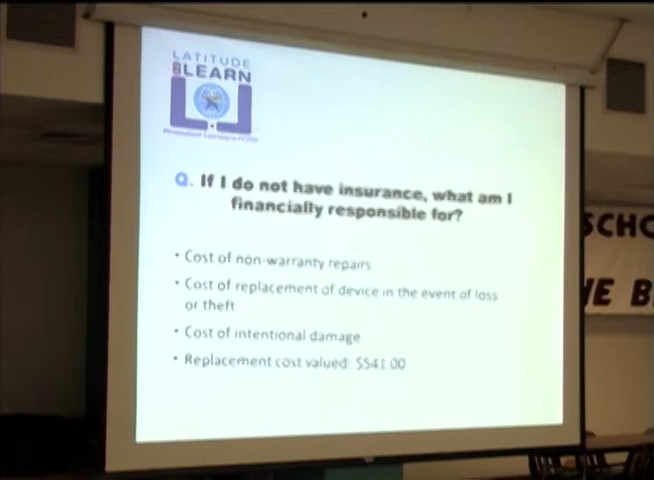 LATITUDE
2 LEARN
Q. If I do not have insurance, what am I
financially responsible for?
• Cost of non-warranty repairs
• Cost of replacement of device in the event of loss
or theft
• Cost of intentional damage
• Replacement cost valued: $541.00
SCHO
E B